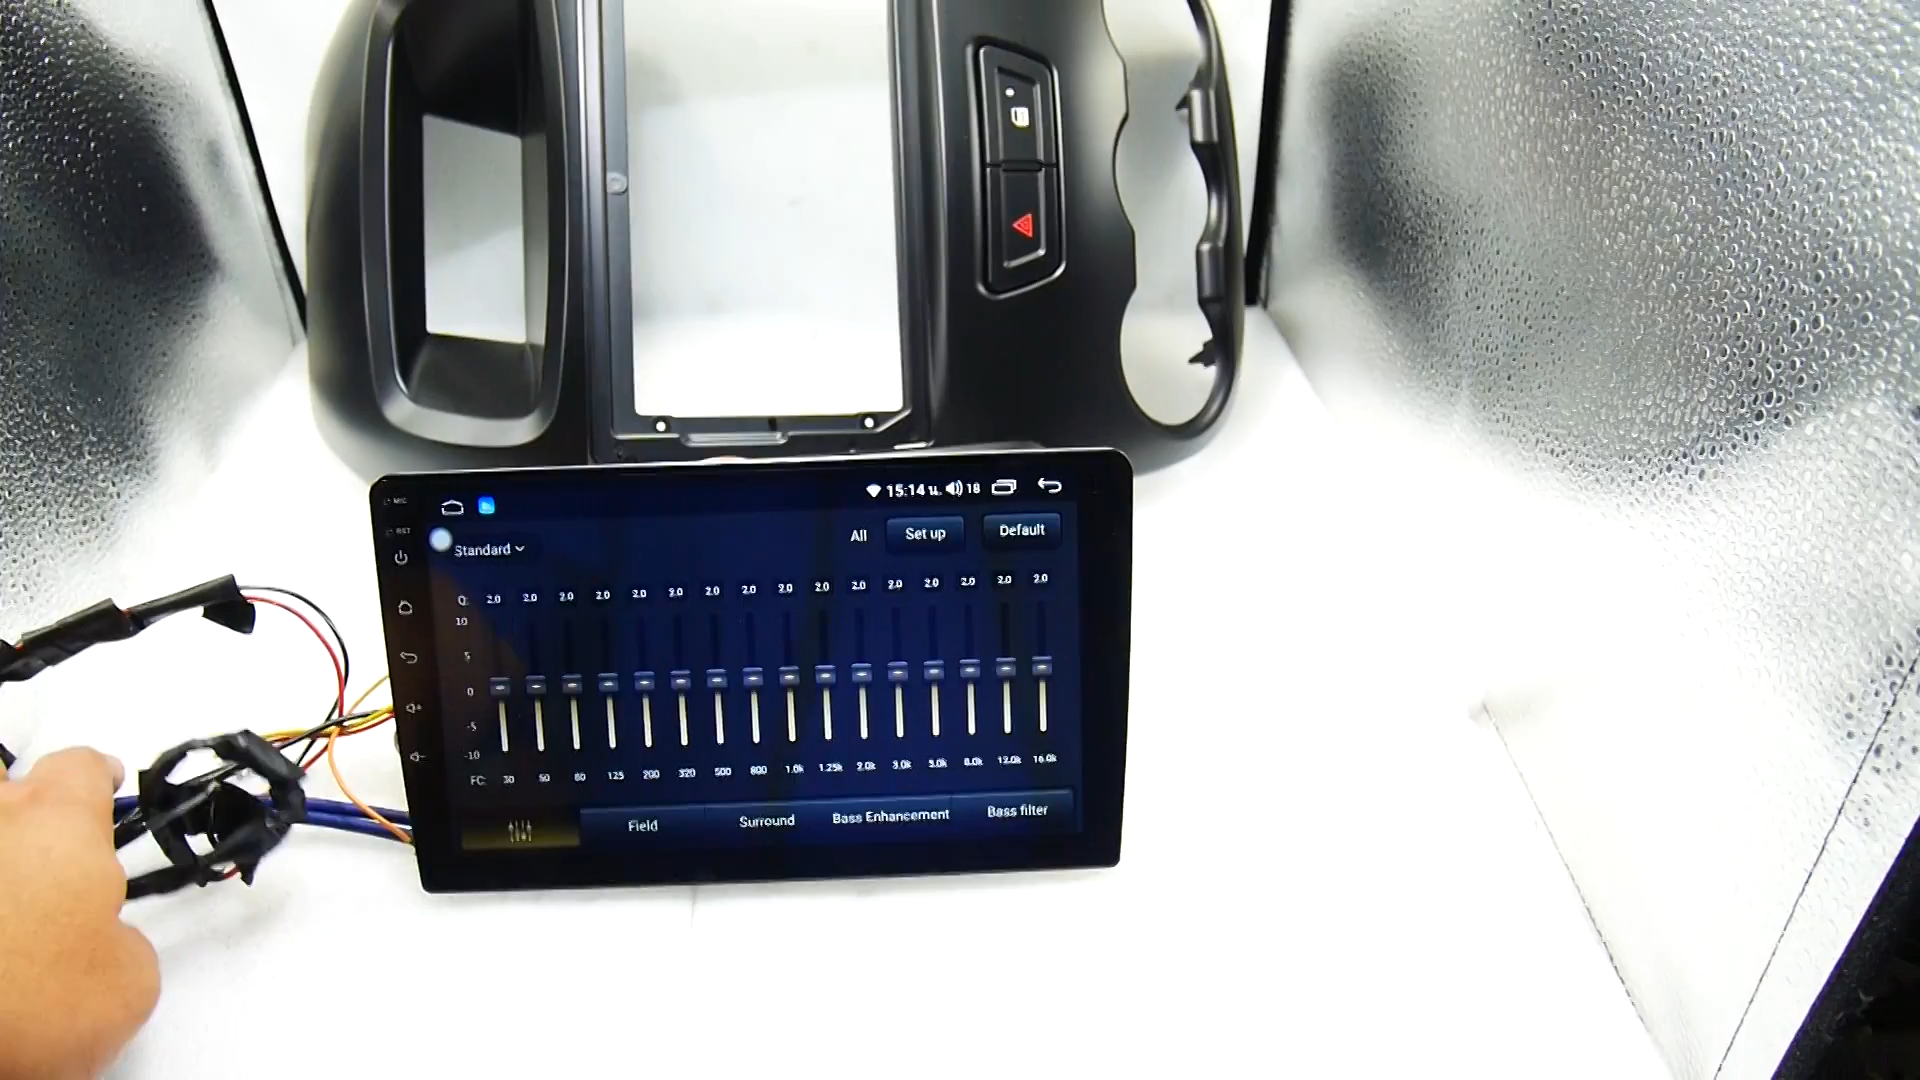 MIC
15:14 น. 18
RST
Standard
All
Set up
Default
Q: 2.0 2.0 2.0 2.0 2.0 2.0 2.0 2.0 2.0 2.0 2.0 2.0 2.0 2.0 2.0 2.0
10
5
0
-5
-10
FC: 30 50 80 125 200 320 500 800 1.0k 1.25k 2.0k 3.0k 5.0k 8.0k 12.0k 16.0k
Field
Surround
Bass Enhancement
Bass filter